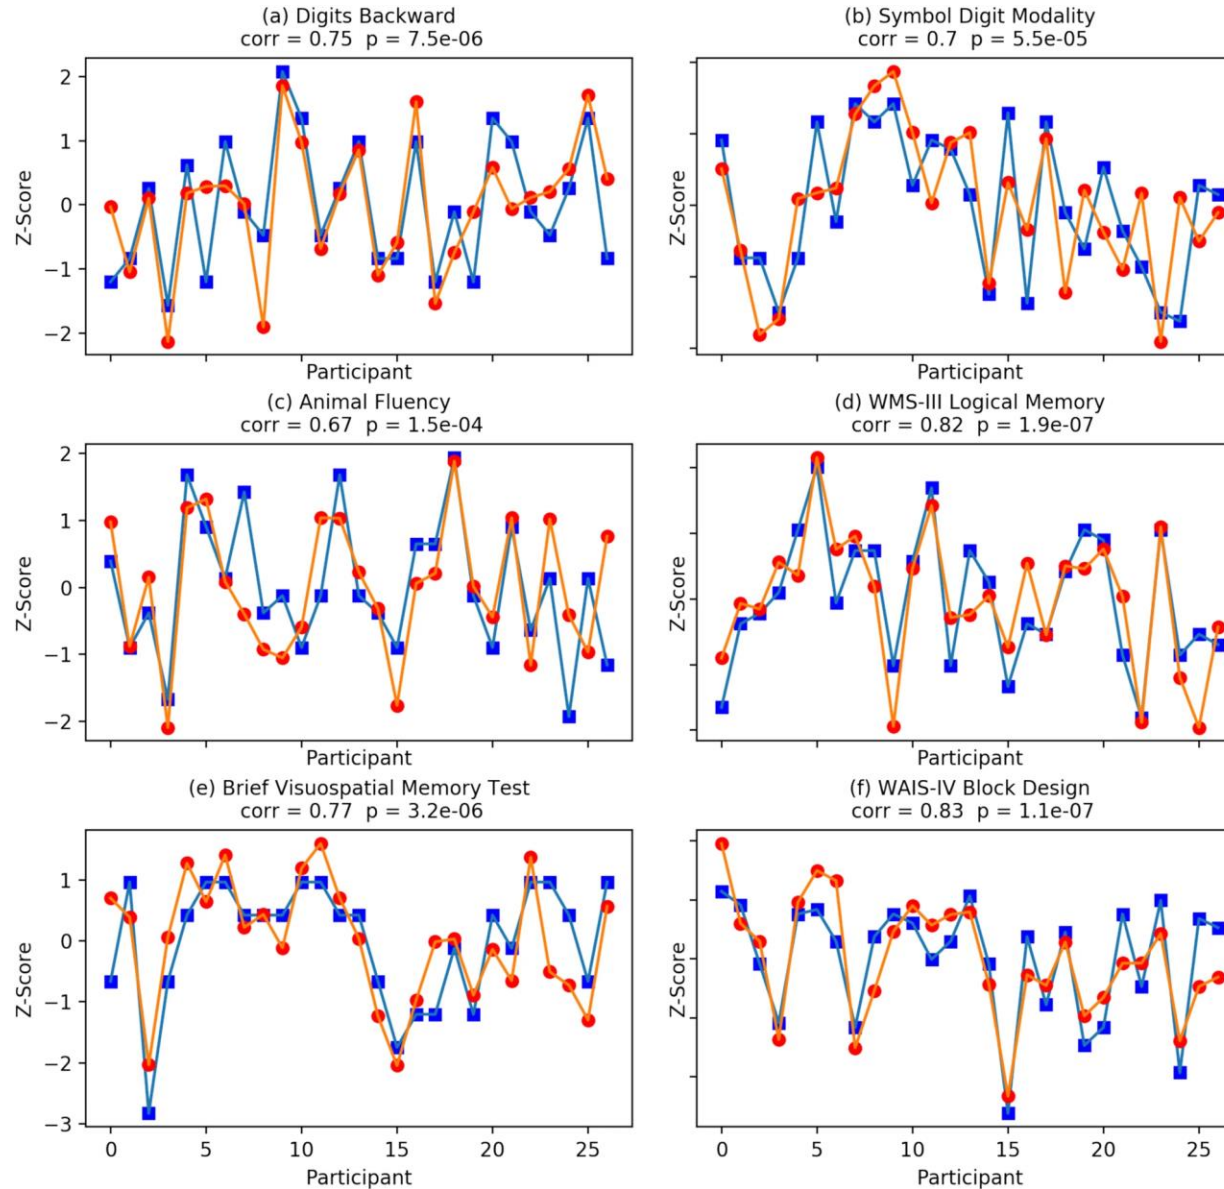 (a) Digits Backward
corr = 0.75 p = 7.5e-06
(b) Symbol Digit Modality
corr = 0.7 p = 5.5e-05
2
1
0
−1
−2
Z-Score
Z-Score
Participant
Participant
(c) Animal Fluency
corr = 0.67 p = 1.5e-04
(d) WMS-III Logical Memory
corr = 0.82 p = 1.9e-07
2
1
0
−1
−2
Z-Score
Z-Score
Participant
Participant
(e) Brief Visuospatial Memory Test
corr = 0.77 p = 3.2e-06
(f) WAIS-IV Block Design
corr = 0.83 p = 1.1e-07
1
0
−1
−2
−3
Z-Score
Z-Score
0 5 10 15 20 25
Participant
0 5 10 15 20 25
Participant